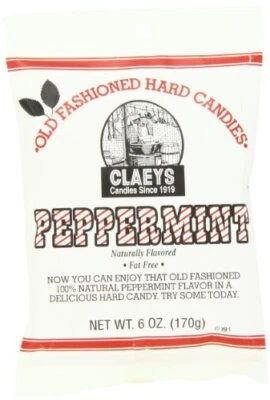 •OLD FASHIONED HARD CANDIES•
CLAEYS
Candies Since 1919
PEPPERMINT
Naturally Flavored
• Fat Free •
NOW YOU CAN ENJOY THAT OLD FASHIONED
100% NATURAL PEPPERMINT FLAVOR IN A
DELICIOUS HARD CANDY. TRY SOME TODAY.
NET WT. 6 OZ. (170g)